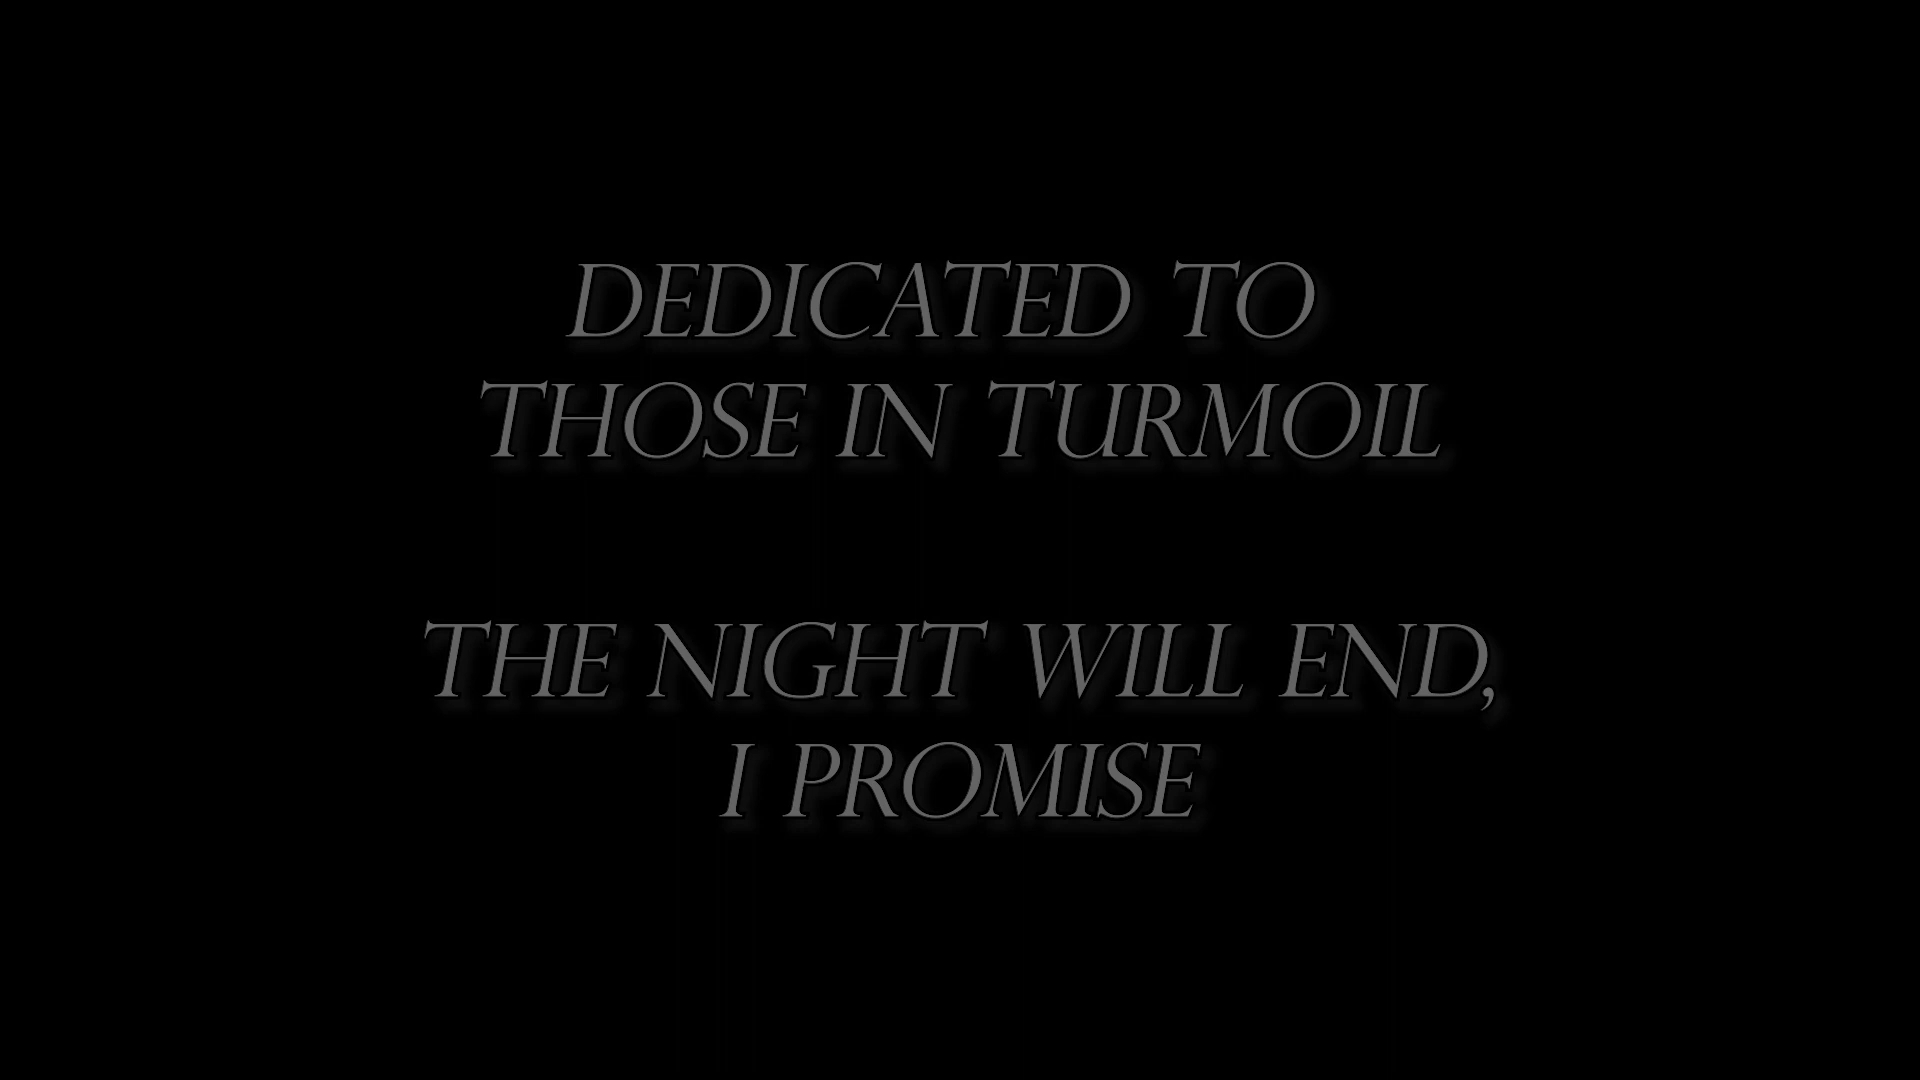 DEDICATED TO
THOSE IN TURMOIL
THE NIGHT WILL END,
I PROMISE